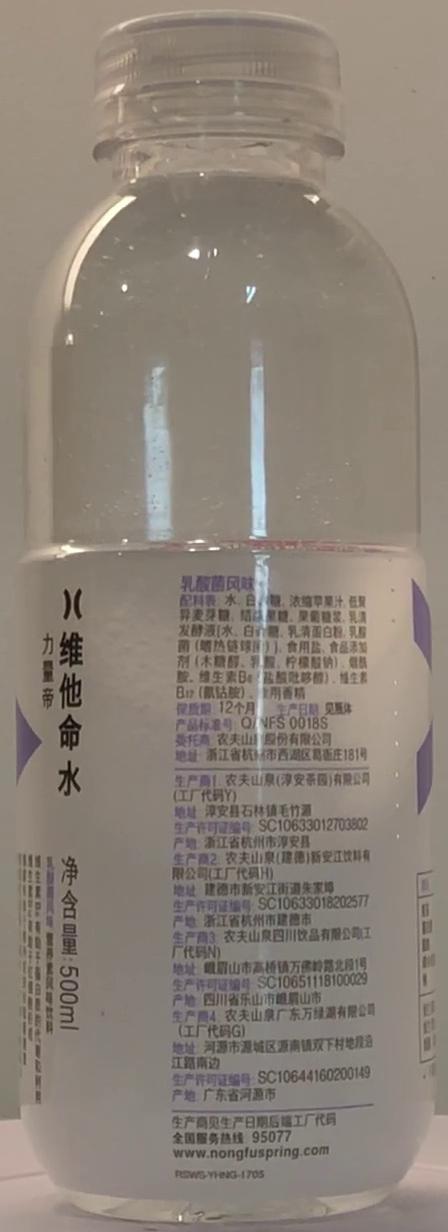 力量帝
维他命水
乳酸菌风味 营养素风味饮料
净含量:500ml
乳酸菌风味
配料表: 水、白砂糖、浓缩苹果汁、低聚
异麦芽糖、结晶果糖、果葡糖浆、乳清
发酵液[水、白砂糖、乳清蛋白粉、乳酸
菌(嗜热链球菌)]、食用盐、食品添加
剂(木糖醇、乳酸、柠檬酸钠)、烟酰
胺、维生素B6(盐酸吡哆醇)、维生素
B12(氰钴胺)、食用香精
保质期: 12个月 生产日期: 见瓶体
产品标准号: Q/NFS 0018S
委托商: 农夫山泉股份有限公司
地址: 浙江省杭州市西湖区葛衙庄181号
生产商1: 农夫山泉(淳安茶园)有限公司
(工厂代码Y)
地址: 淳安县石林镇毛竹源
生产许可证编号: SC10633012703802
产地: 浙江省杭州市淳安县
生产商2: 农夫山泉(建德)新安江饮料有
限公司(工厂代码H)
地址: 建德市新安江街道朱家埠
生产许可证编号: SC10633018202577
产地: 浙江省杭州市建德市
生产商3: 农夫山泉四川饮品有限公司(工
厂代码N)
地址: 峨眉山市高桥镇万佛岭路北段1号
生产许可证编号: SC10651118100029
产地: 四川省乐山市峨眉山市
生产商4: 农夫山泉广东万绿湖有限公司
(工厂代码G)
地址: 河源市源城区源南镇双下村地段沿
江路南边
生产许可证编号: SC10644160200149
产地: 广东省河源市
生产商见生产日期后端工厂代码
全国服务热线 95077
www.nongfuspring.com
RSWS-YHNG-1705